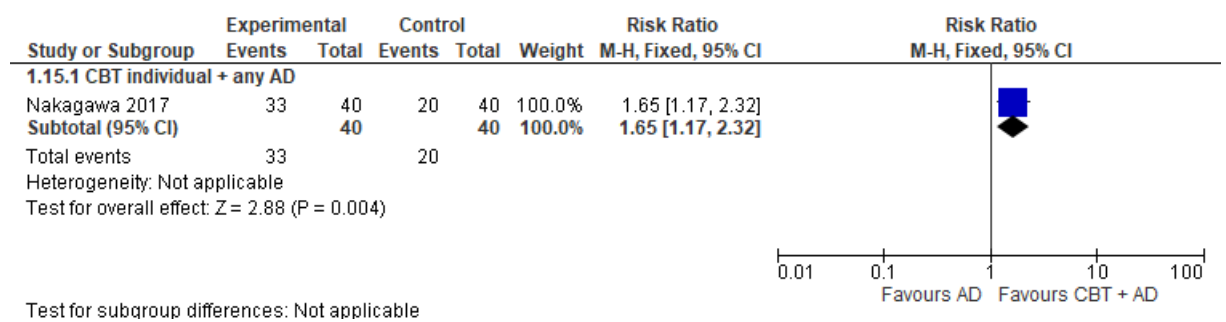 Experimental Control Risk Ratio Risk Ratio
Study or Subgroup Events Total Events Total Weight M-H, Fixed, 95% CI M-H, Fixed, 95% CI
1.15.1 CBT individual + any AD
Nakagawa 2017 33 40 20 40 100.0% 1.65 [1.17, 2.32]
Subtotal (95% CI) 40 40 100.0% 1.65 [1.17, 2.32]
Total events 33 20
Heterogeneity: Not applicable
Test for overall effect: Z = 2.88 (P = 0.004)
0.01 0.1 1 10 100
Favours AD Favours CBT + AD
Test for subgroup differences: Not applicable